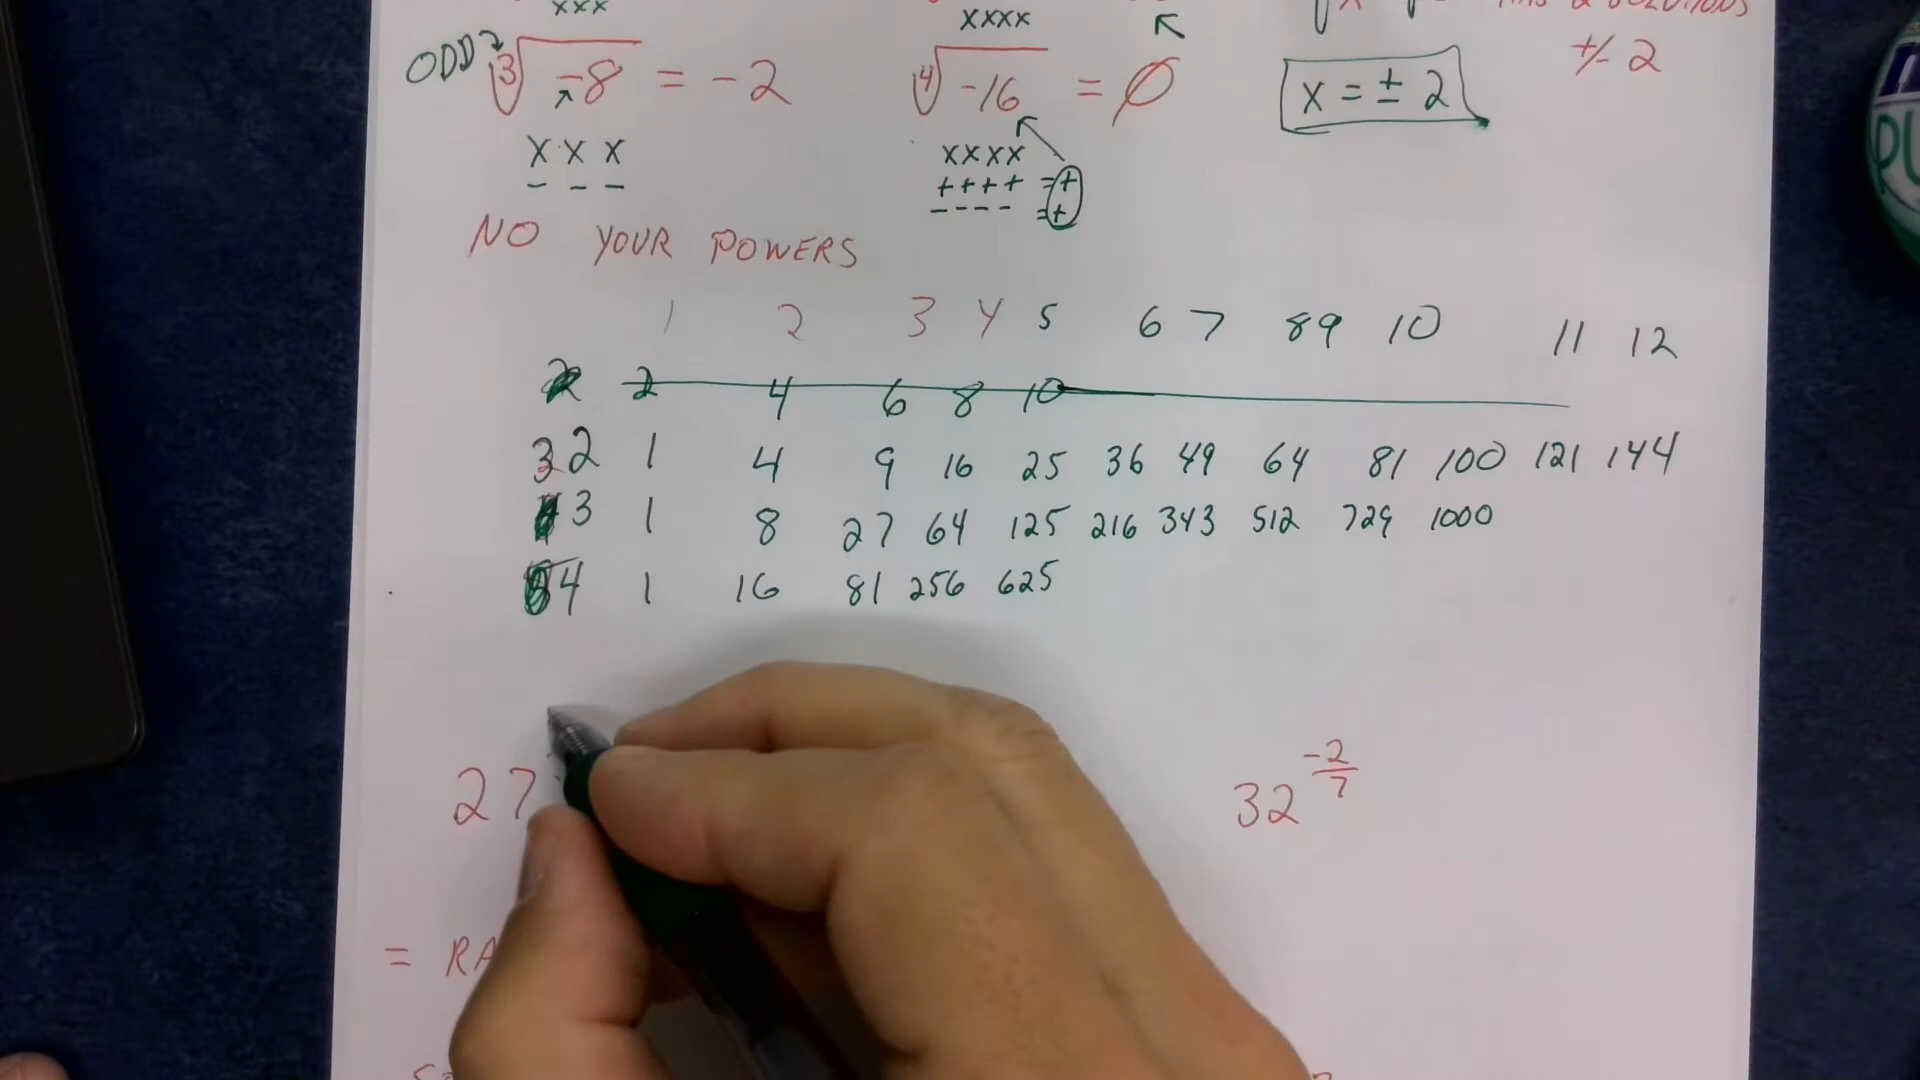 xxx xxxx
ODD ∛-8 = -2 ∜-16 = Ø x = ± 2 +/- 2
x x x xxxx
- - - ++++ =+
---- =+
NO YOUR POWERS
1 2 3 4 5 6 7 8 9 10 11 12
2 4 6 8 10
3 2 1 4 9 16 25 36 49 64 81 100 121 144
3 1 8 27 64 125 216 343 512 729 1000
4 1 16 81 256 625
27 32^(-2/7)
= RA